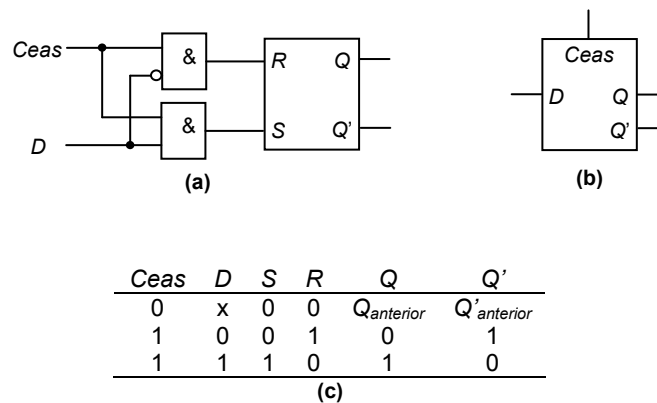 Ceas & R Q
& S Q'
D
(a)
Ceas
D Q
Q'
(b)
Ceas D S R Q Q'
0 x 0 0 Qanterior Q'anterior
1 0 0 1 0 1
1 1 1 0 1 0
(c)